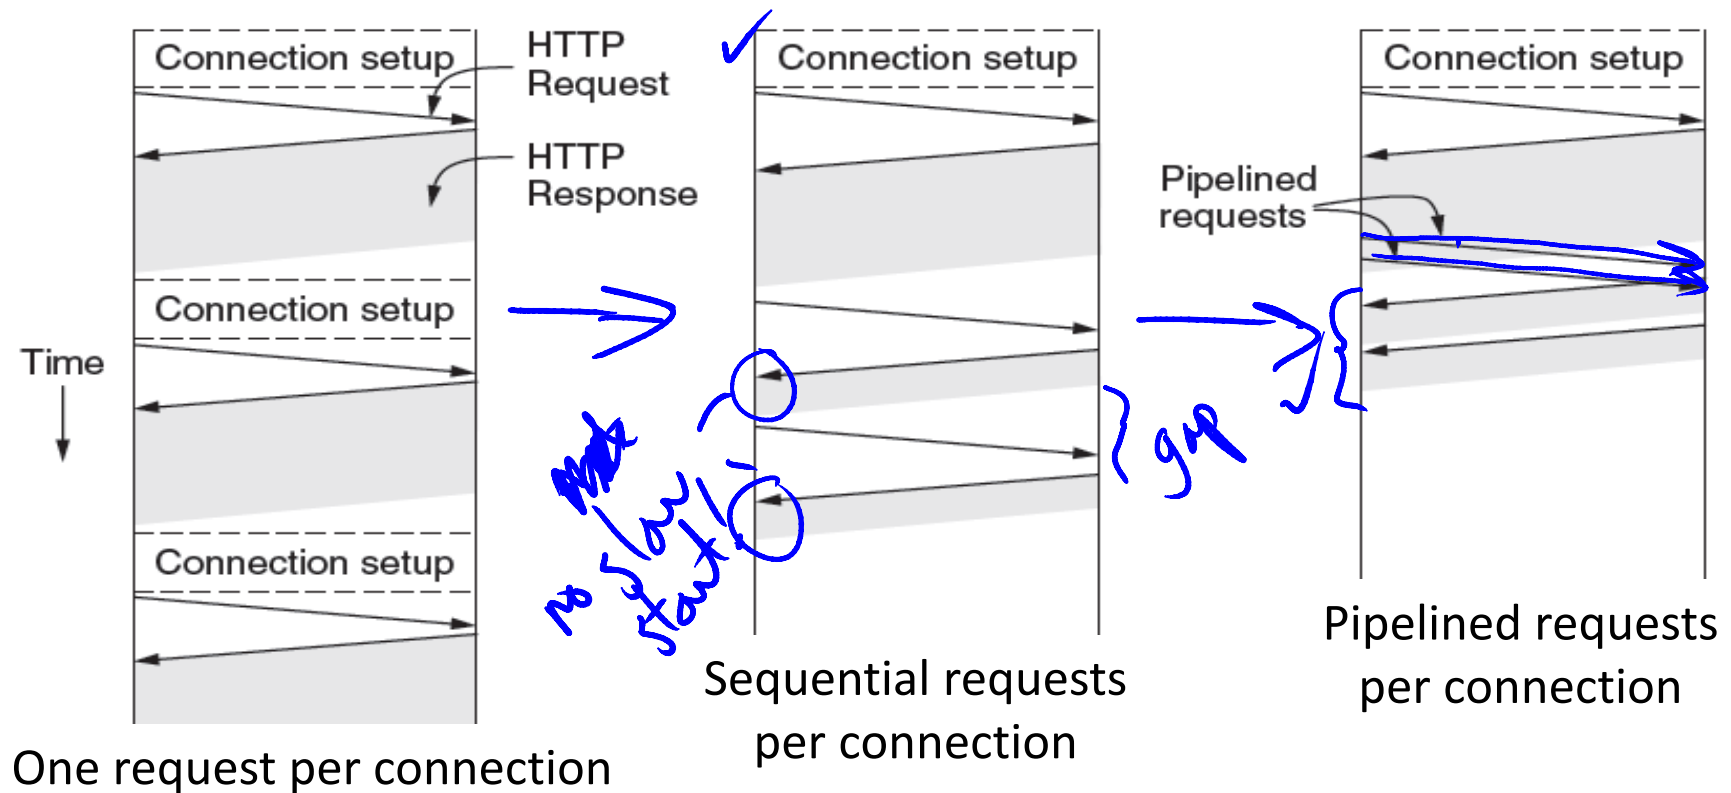 Connection setup
HTTP
Request
HTTP
Response
Connection setup
Time
Connection setup
One request per connection
Connection setup
no slow
start
gap
Sequential requests
per connection
Connection setup
Pipelined
requests
Pipelined requests
per connection